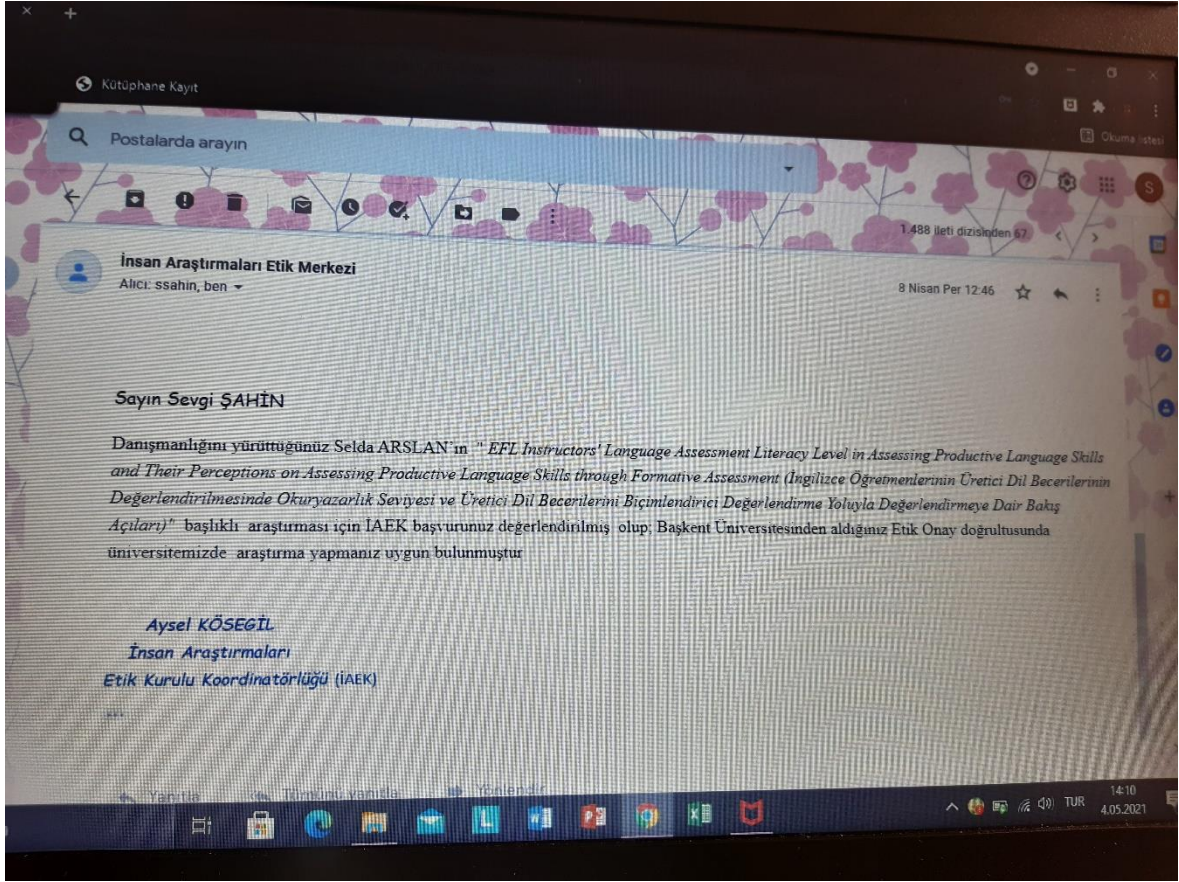 Kütüphane Kayıt
Okuma listesi
Postalarda arayın
S
1.488 ileti dizisinden 67
İnsan Araştırmaları Etik Merkezi
Alıcı: ssahin, ben
8 Nisan Per 12:46
Sayın Sevgi ŞAHİN
Danışmanlığını yürüttüğünüz Selda ARSLAN'ın " EFL Instructors' Language Assessment Literacy Level in Assessing Productive Language Skills
and Their Perceptions on Assessing Productive Language Skills through Formative Assessment (İngilizce Öğretmenlerinin Üretici Dil Becerilerinin
Değerlendirilmesinde Okuryazarlık Seviyesi ve Üretici Dil Becerilerini Biçimlendirici Değerlendirme Yoluyla Değerlendirmeye Dair Bakış
Açıları)" başlıklı araştırması için İAEK başvurunuz değerlendirilmiş olup; Başkent Üniversitesinden aldığınız Etik Onay doğrultusunda
üniversitemizde araştırma yapmanız uygun bulunmuştur
Aysel KÖSEGİL
İnsan Araştırmaları
Etik Kurulu Koordinatörlüğü (İAEK)
...
Yanıtla Tümünü yanıtla Yönlendir
TUR
14:10
4.05.2021